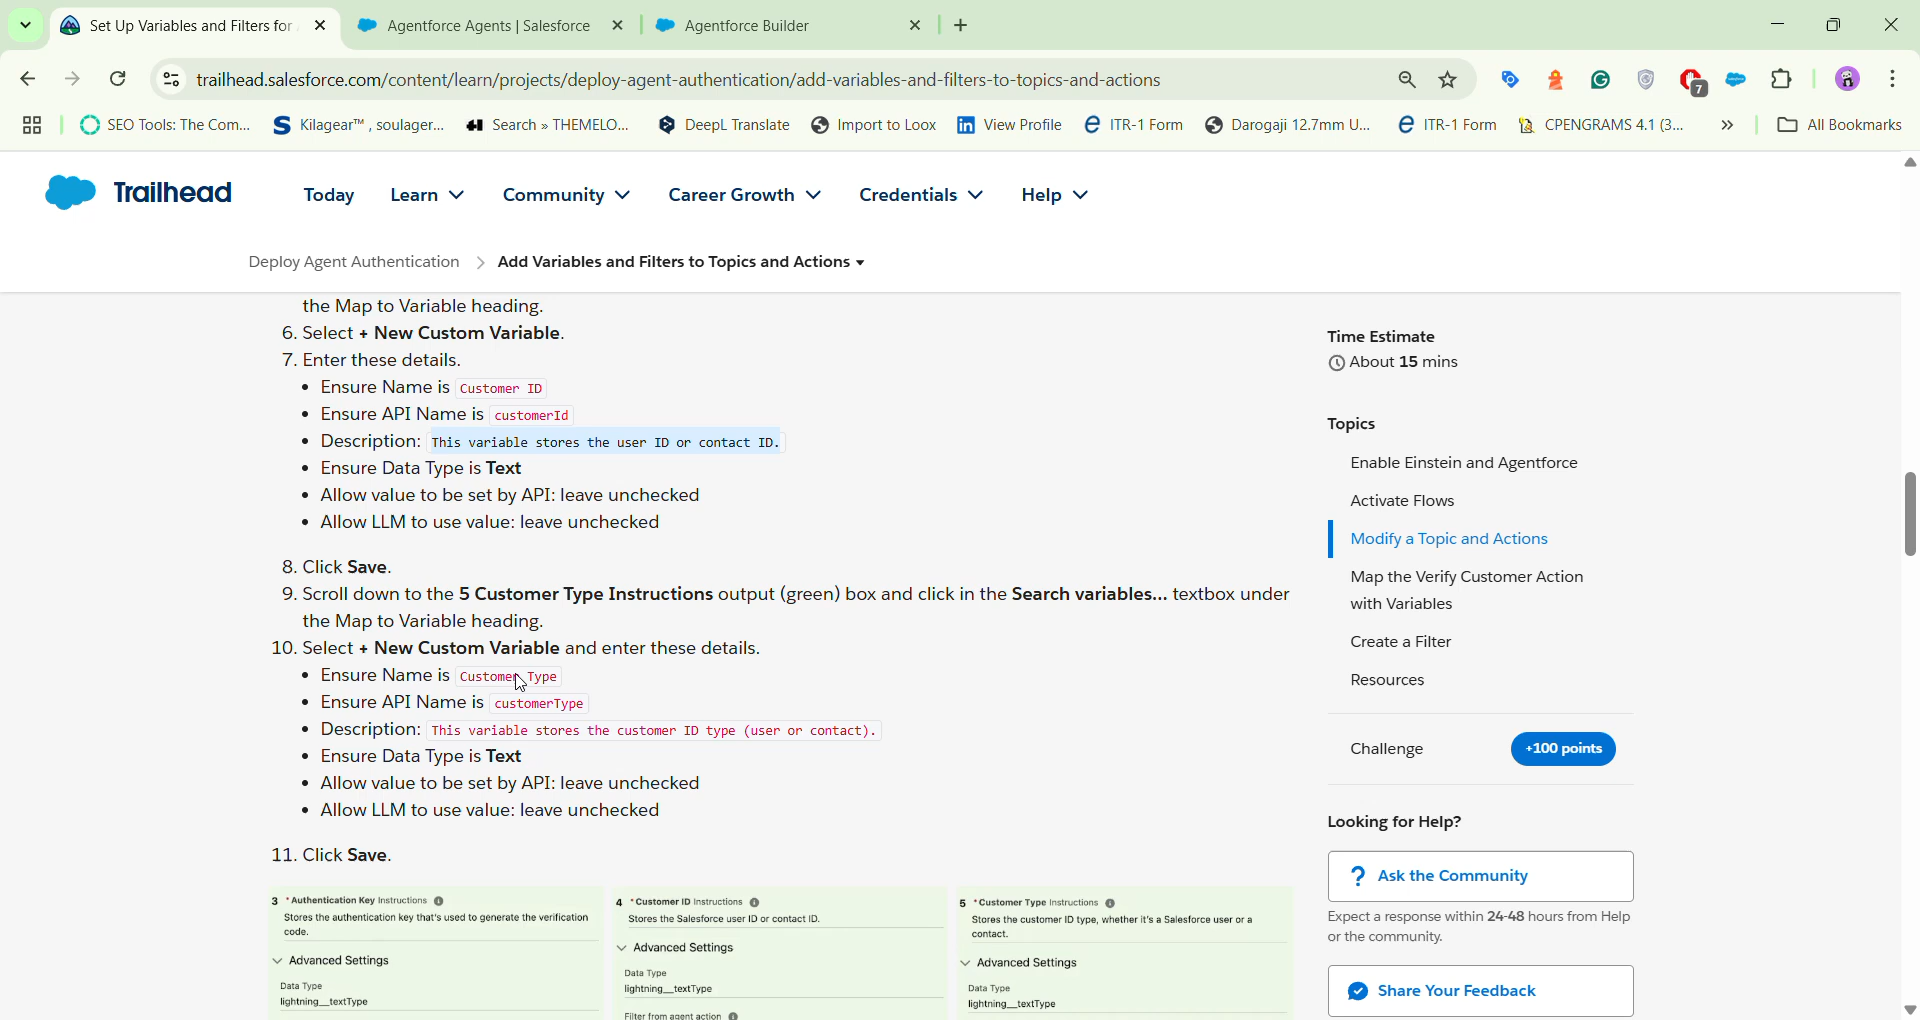 Set Up Variables and Filters for
Agentforce Agents | Salesforce
Agentforce Builder
trailhead.salesforce.com/content/learn/projects/deploy-agent-authentication/add-variables-and-filters-to-topics-and-actions
7
SEO Tools: The Com...
Kilagear™ , soulager...
Search » THEMELO...
DeepL Translate
Import to Loox
View Profile
ITR-1 Form
Darogaji 12.7mm U...
ITR-1 Form
CPENGRAMS 4.1 (3...
»
All Bookmarks
Trailhead
Today
Learn
Community
Career Growth
Credentials
Help
Deploy Agent Authentication
Add Variables and Filters to Topics and Actions
the Map to Variable heading.
6. Select + New Custom Variable.
7. Enter these details.
• Ensure Name is Customer ID
• Ensure API Name is customerId
• Description: This variable stores the user ID or contact ID.
• Ensure Data Type is Text
• Allow value to be set by API: leave unchecked
• Allow LLM to use value: leave unchecked
8. Click Save.
9. Scroll down to the 5 Customer Type Instructions output (green) box and click in the Search variables... textbox under
the Map to Variable heading.
10. Select + New Custom Variable and enter these details.
• Ensure Name is Customer Type
• Ensure API Name is customerType
• Description: This variable stores the customer ID type (user or contact).
• Ensure Data Type is Text
• Allow value to be set by API: leave unchecked
• Allow LLM to use value: leave unchecked
11. Click Save.
3 * Authentication Key Instructions
Stores the authentication key that's used to generate the verification
code.
Advanced Settings
Data Type
lightning__textType
4 * Customer ID Instructions
Stores the Salesforce user ID or contact ID.
Advanced Settings
Data Type
lightning__textType
Filter from agent action
5 * Customer Type Instructions
Stores the customer ID type, whether it's a Salesforce user or a
contact.
Advanced Settings
Data Type
lightning__textType
Time Estimate
About 15 mins
Topics
Enable Einstein and Agentforce
Activate Flows
Modify a Topic and Actions
Map the Verify Customer Action
with Variables
Create a Filter
Resources
Challenge
+100 points
Looking for Help?
? Ask the Community
Expect a response within 24-48 hours from Help
or the community.
Share Your Feedback